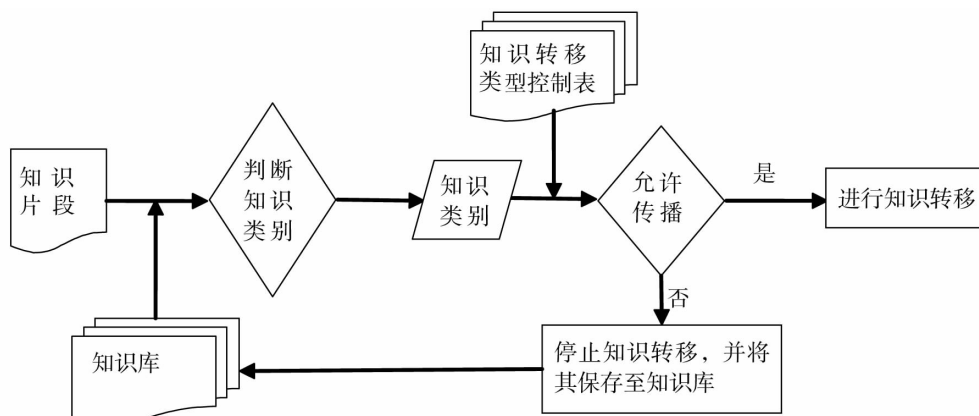 知识转移
类型控制表
知识
片段
判断
知识
类别
知识
类别
允许
传播
是
进行知识转移
否
停止知识转移，并将
其保存至知识库
知识库